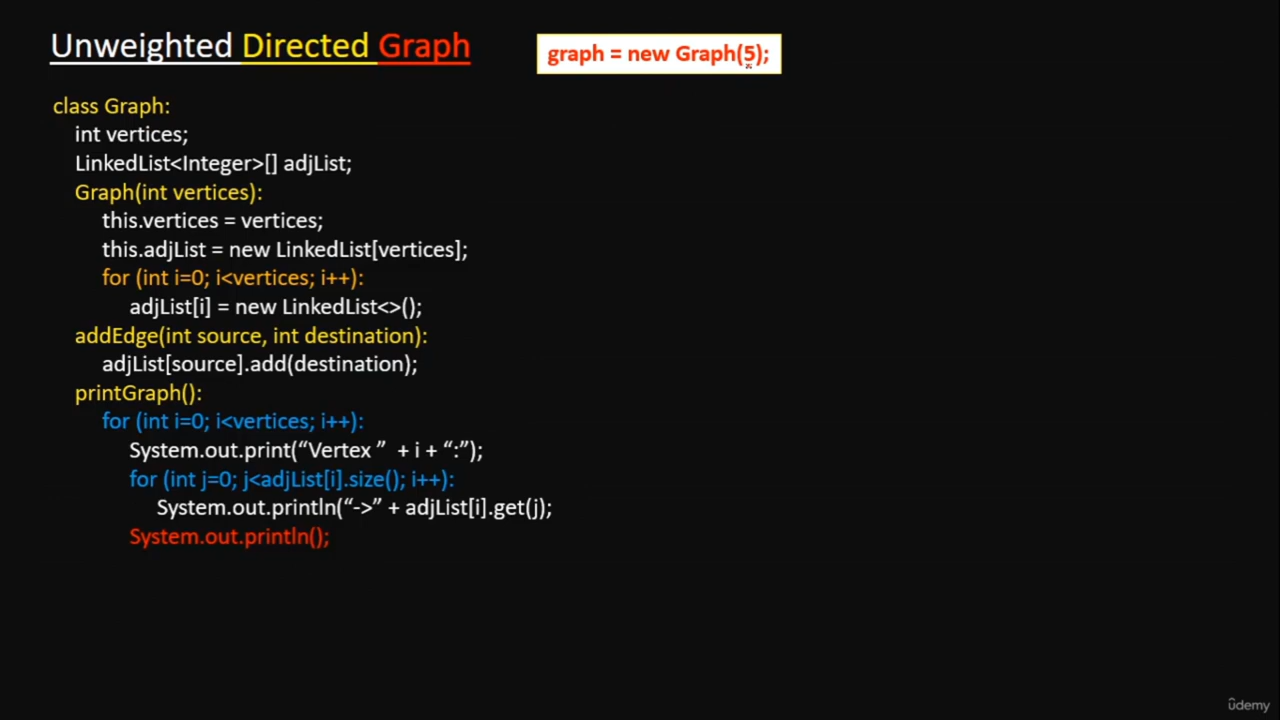 Unweighted Directed Graph
graph = new Graph(5);
class Graph:
int vertices;
LinkedList<Integer>[] adjList;
Graph(int vertices):
this.vertices = vertices;
this.adjList = new LinkedList[vertices];
for (int i=0; i<vertices; i++):
adjList[i] = new LinkedList<>();
addEdge(int source, int destination):
adjList[source].add(destination);
printGraph():
for (int i=0; i<vertices; i++):
System.out.print(“Vertex ” + i + “:”);
for (int j=0; j<adjList[i].size(); i++):
System.out.println(“->” + adjList[i].get(j);
System.out.println();
ûdemy